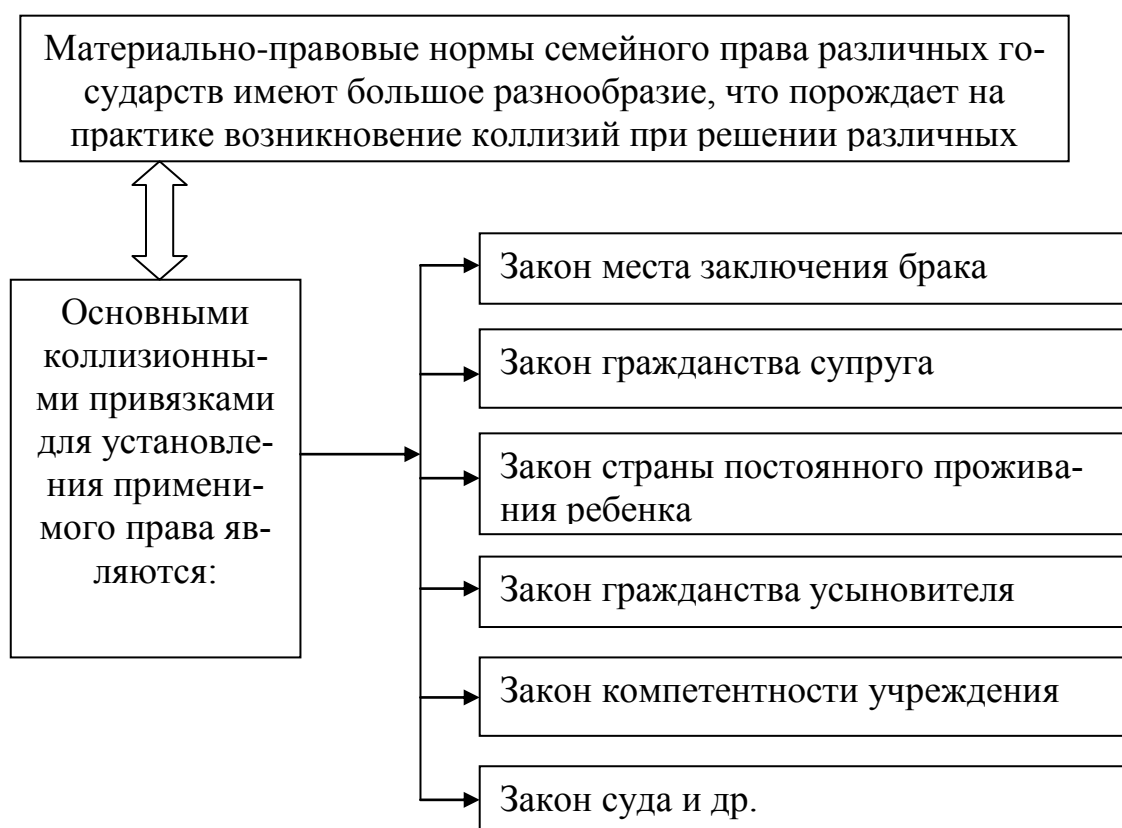 Материально-правовые нормы семейного права различных го-
сударств имеют большое разнообразие, что порождает на
практике возникновение коллизий при решении различных
Основными
коллизионны-
ми привязками
для установле-
ния примени-
мого права яв-
ляются:
Закон места заключения брака
Закон гражданства супруга
Закон страны постоянного прожива-
ния ребенка
Закон гражданства усыновителя
Закон компетентности учреждения
Закон суда и др.